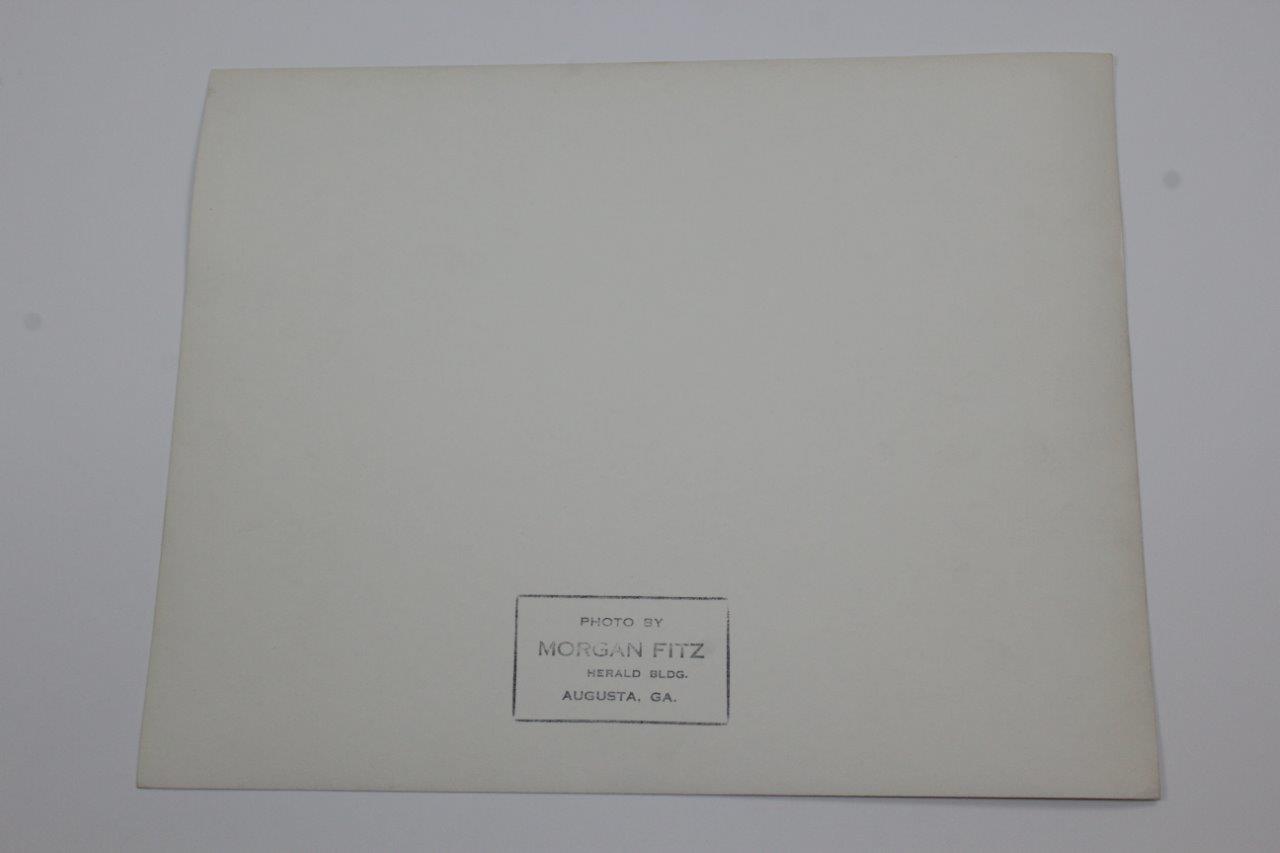 PHOTO BY
MORGAN FITZ
HERALD BLDG.
AUGUSTA, GA.